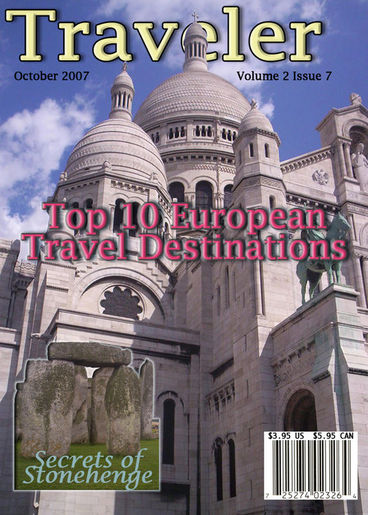 Traveler
October 2007
Volume 2 Issue 7
Top 10 European
Travel Destinations
Secrets of
Stonehenge
$3.95 US $5.95 CAN
7 25274 02326 4